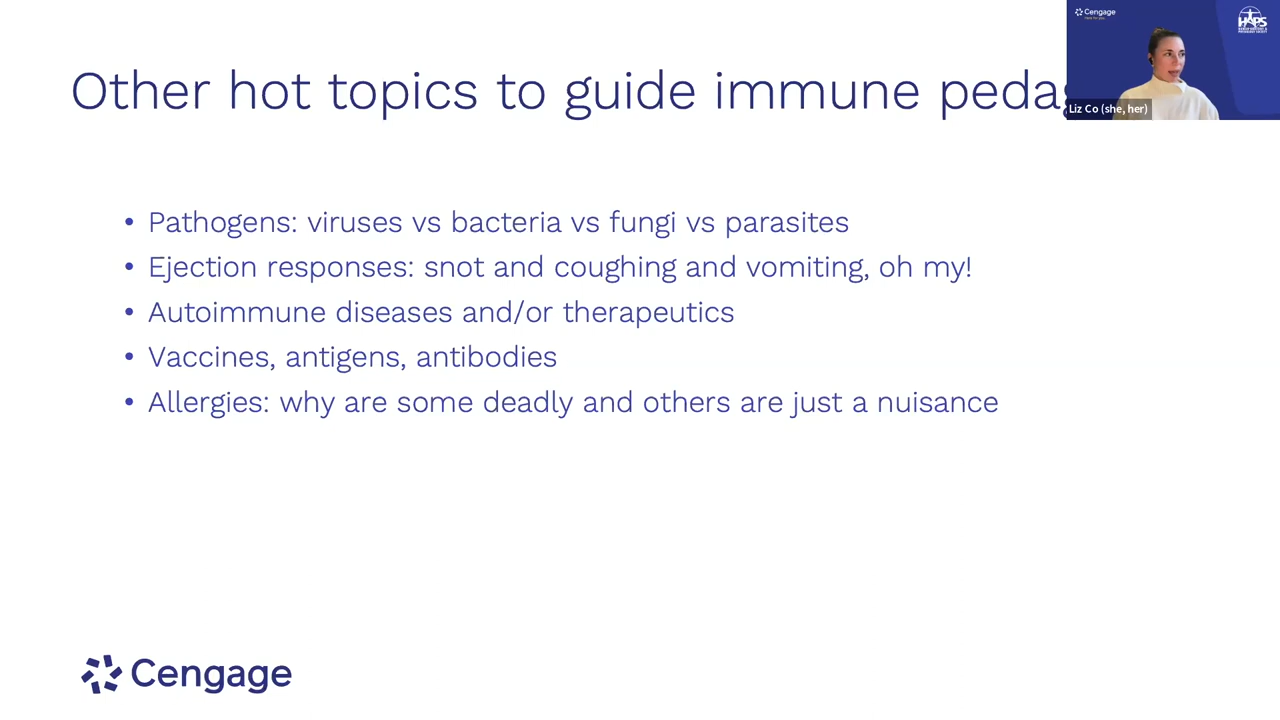 Cengage
HAPS
Other hot topics to guide immune
Liz Co (she, her)
• Pathogens: viruses vs bacteria vs fungi vs parasites
• Ejection responses: snot and coughing and vomiting, oh my!
• Autoimmune diseases and/or therapeutics
• Vaccines, antigens, antibodies
• Allergies: why are some deadly and others are just a nuisance
Cengage